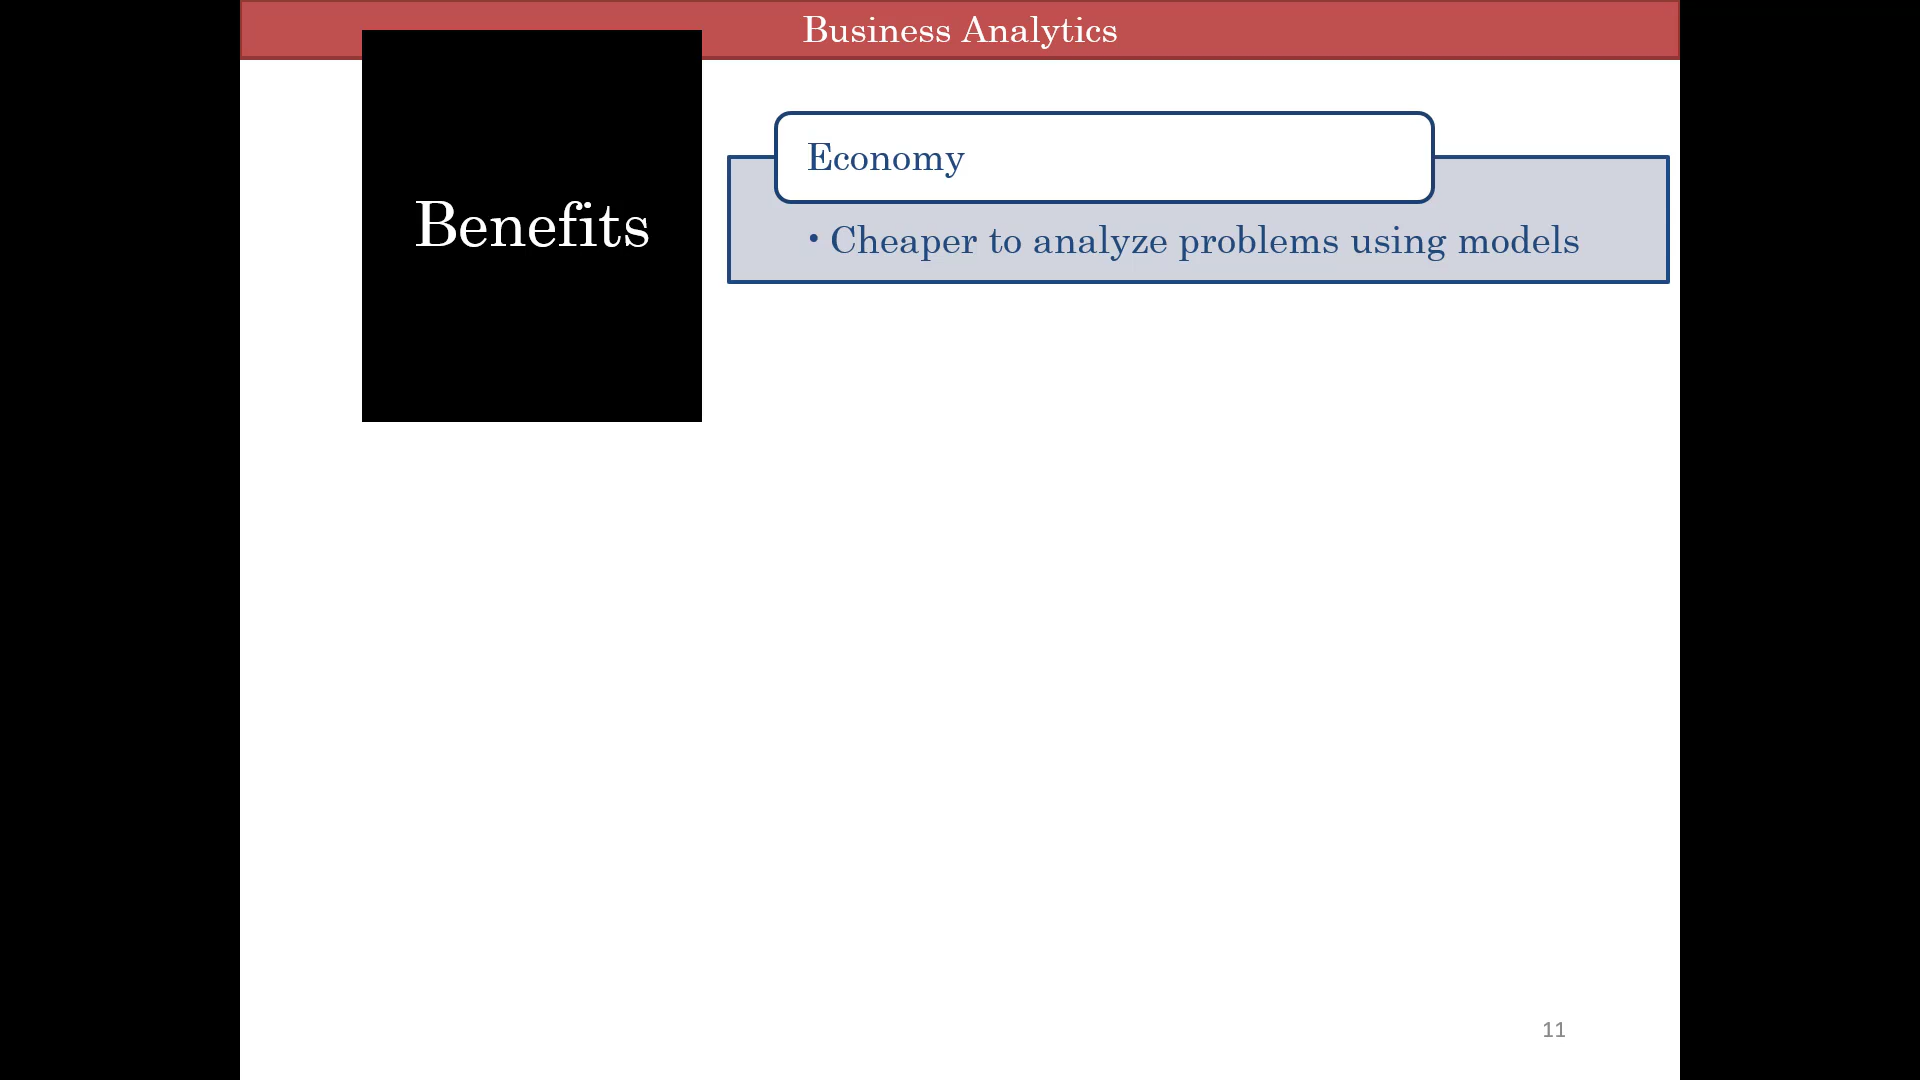 Business Analytics
Benefits
Economy
• Cheaper to analyze problems using models
11